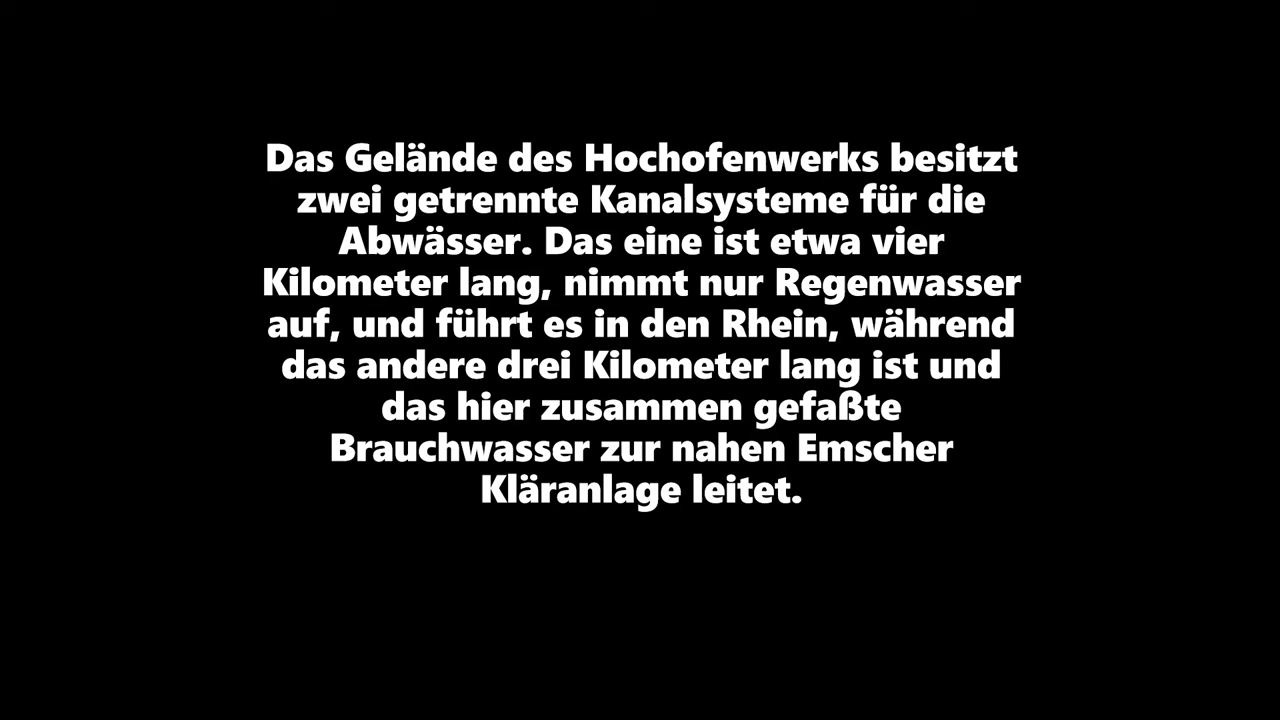 Das Gelände des Hochofenwerks besitzt
zwei getrennte Kanalsysteme für die
Abwässer. Das eine ist etwa vier
Kilometer lang, nimmt nur Regenwasser
auf, und führt es in den Rhein, während
das andere drei Kilometer lang ist und
das hier zusammen gefaßte
Brauchwasser zur nahen Emscher
Kläranlage leitet.